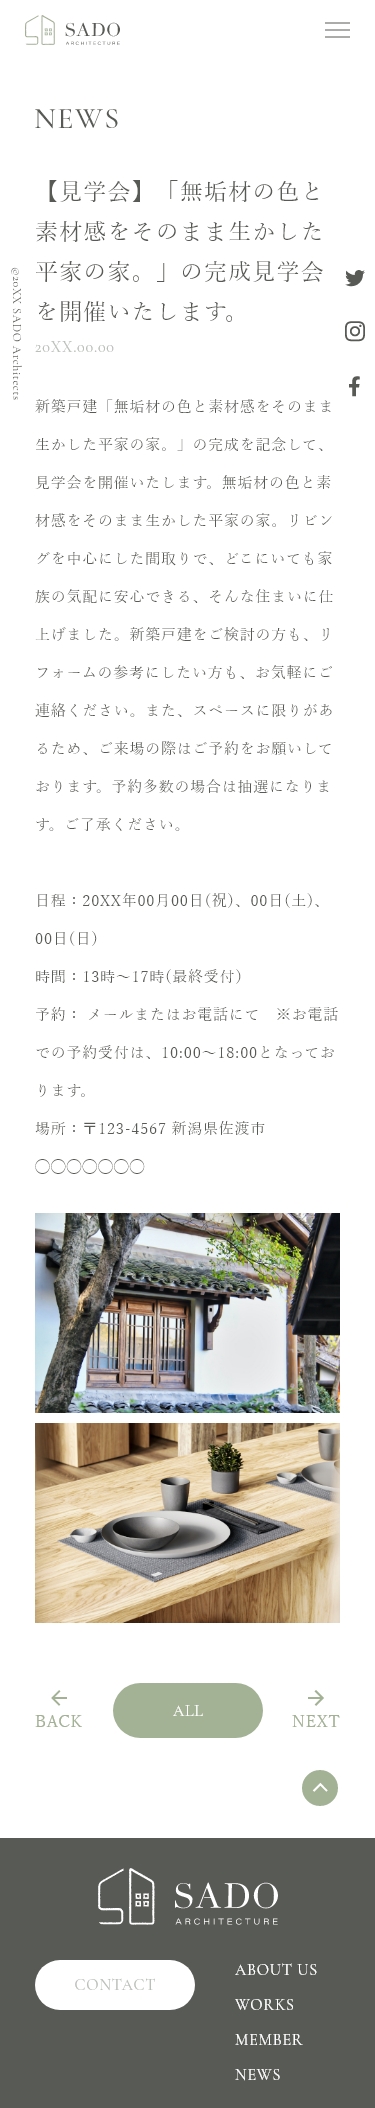 SADO
ARCHITECTURE
NEWS
【見学会】「無垢材の色と
素材感をそのまま生かした
平家の家。」の完成見学会
を開催いたします。
20XX.00.00
@20XX SADO Architects
新築戸建「無垢材の色と素材感をそのまま
生かした平家の家。」の完成を記念して、
見学会を開催いたします。無垢材の色と素
材感をそのまま生かした平家の家。リビン
グを中心にした間取りで、どこにいても家
族の気配に安心できる、そんな住まいに仕
上げました。新築戸建をご検討の方も、リ
フォームの参考にしたい方も、お気軽にご
連絡ください。また、スペースに限りがあ
るため、ご来場の際はご予約をお願いして
おります。予約多数の場合は抽選になりま
す。ご了承ください。
日程：20XX年00月00日(祝)、00日(土)、
00日(日)
時間：13時〜17時(最終受付)
予約： メールまたはお電話にて　※お電話
での予約受付は、10:00〜18:00となってお
ります。
場所：〒123-4567 新潟県佐渡市
◯◯◯◯◯◯◯
BACK
ALL
NEXT
SADO
ARCHITECTURE
CONTACT
ABOUT US
WORKS
MEMBER
NEWS